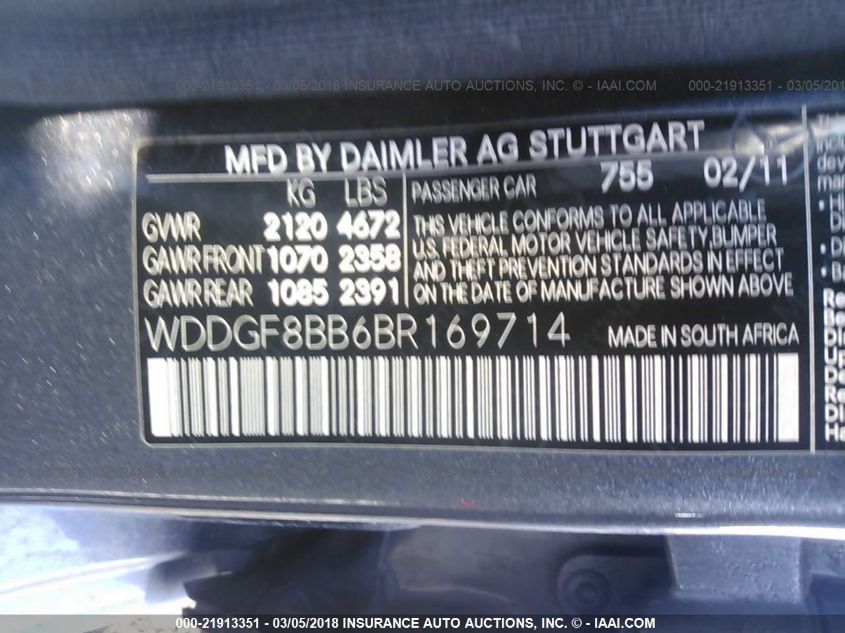 000-21913351 - 03/05/2018 INSURANCE AUTO AUCTIONS, INC. © - IAAI.COM
000-21913351 - 03/05/2018
MFD BY DAIMLER AG STUTTGART
KG LBS
PASSENGER CAR 755 02/11
GVWR 2120 4672
GAWR FRONT 1070 2358
GAWR REAR 1085 2391
THIS VEHICLE CONFORMS TO ALL APPLICABLE
U.S. FEDERAL MOTOR VEHICLE SAFETY, BUMPER
AND THEFT PREVENTION STANDARDS IN EFFECT
ON THE DATE OF MANUFACTURE SHOWN ABOVE
WDDGF8BB6BR169714 MADE IN SOUTH AFRICA
000-21913351 - 03/05/2018 INSURANCE AUTO AUCTIONS, INC. © - IAAI.COM